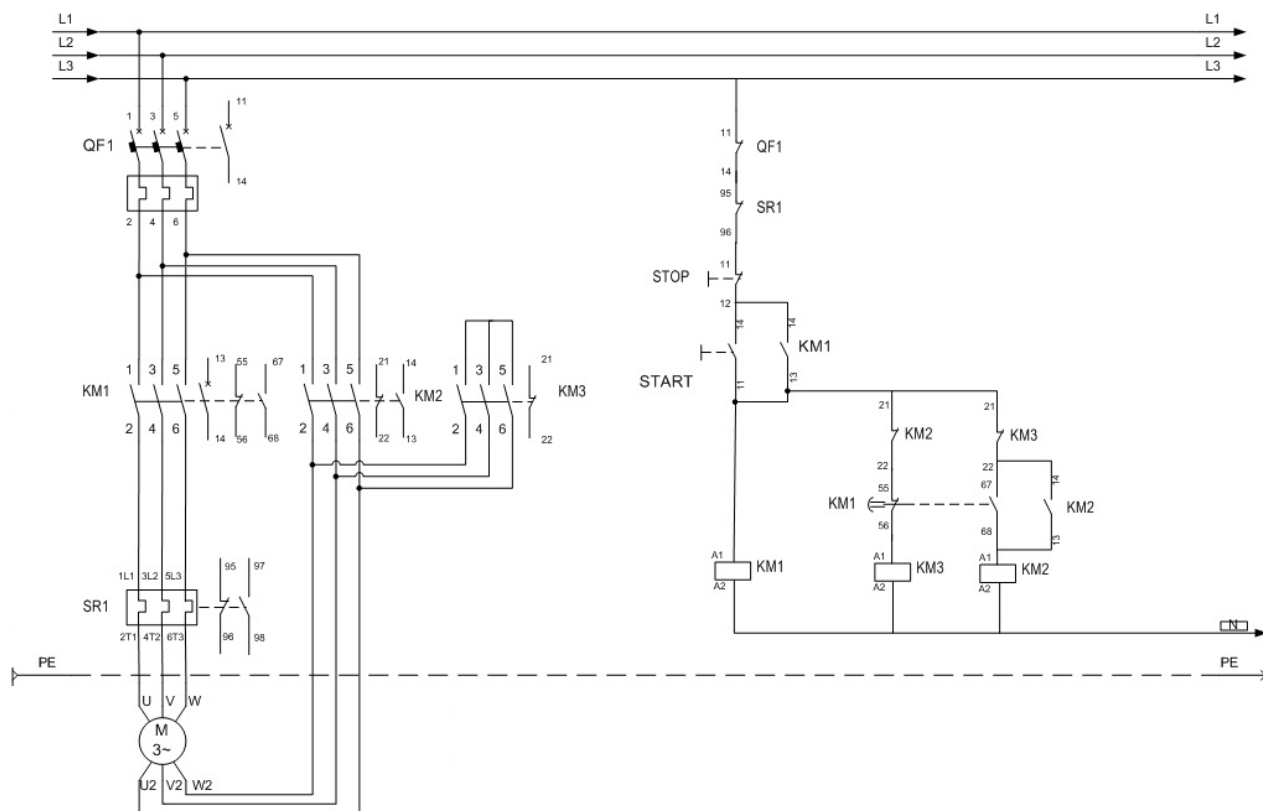 L1 L1
L2 L2
L3 L3
1 3 5 11
QF1
14
2 4 6
11
QF1
14
95
SR1
96
11
STOP
12
14 14
KM1
START
11 13
13 55 67 21 14 21
1 3 5 1 3 5 1 3 5
KM1 KM2 KM3
2 4 6 2 4 6 2 4 6
14 56 68 22 13 22
21 21
KM2 KM3
22 22
55 67 14
KM1 KM2
56 68 13
A1 A1 A1
KM1 KM3 KM2
A2 A2 A2
1L1 3L2 5L3 95 97
SR1
2T1 4T2 6T3 96 98
N
PE PE
U V W
M
3~
U2 V2 W2